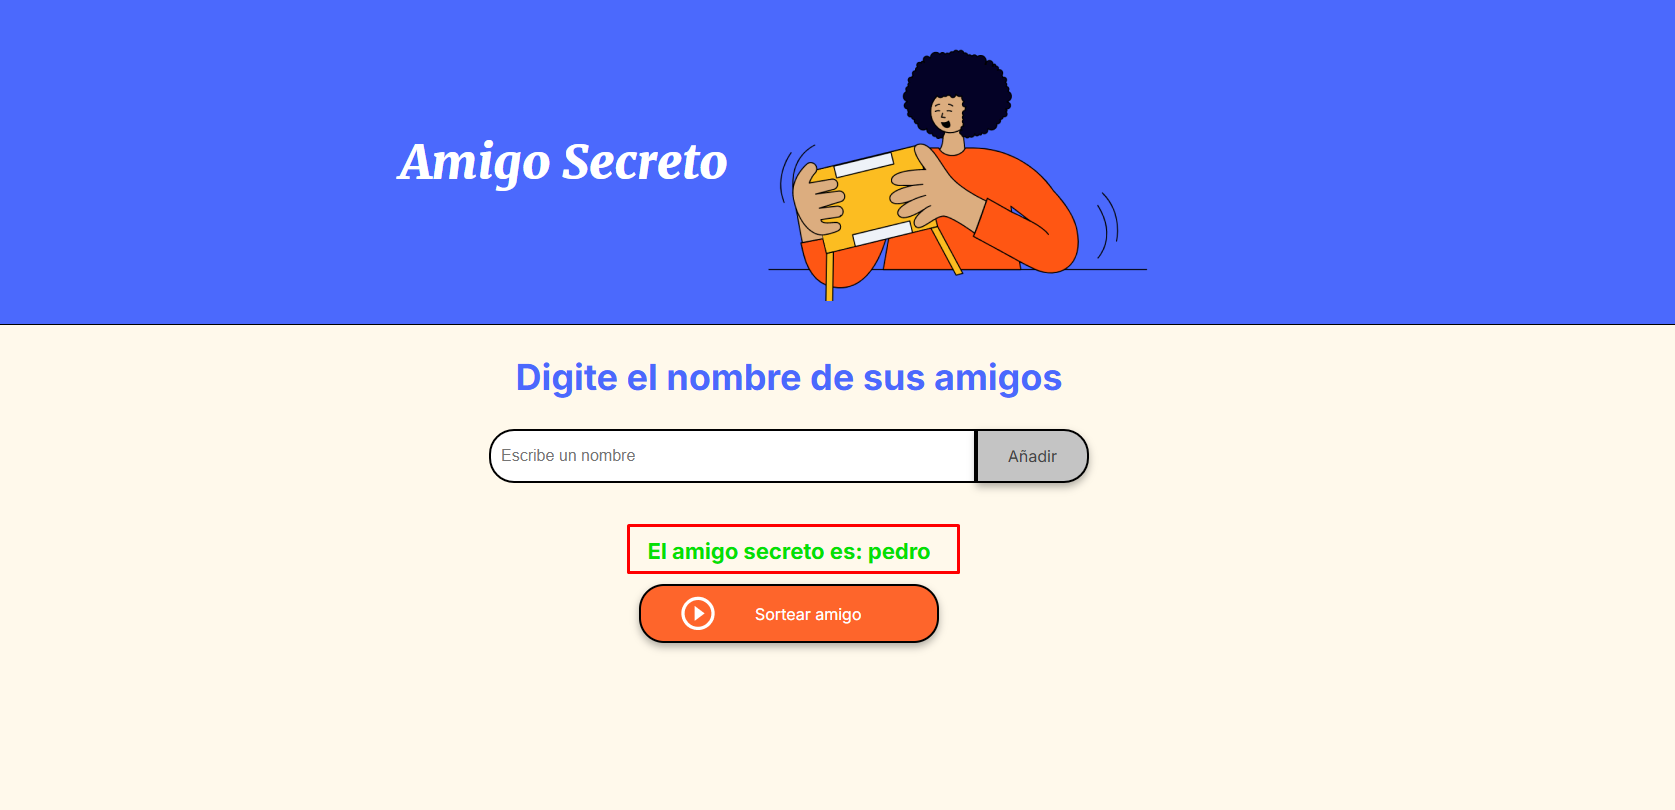 Amigo Secreto
Digite el nombre de sus amigos
Escribe un nombre
Añadir
El amigo secreto es: pedro
Sortear amigo